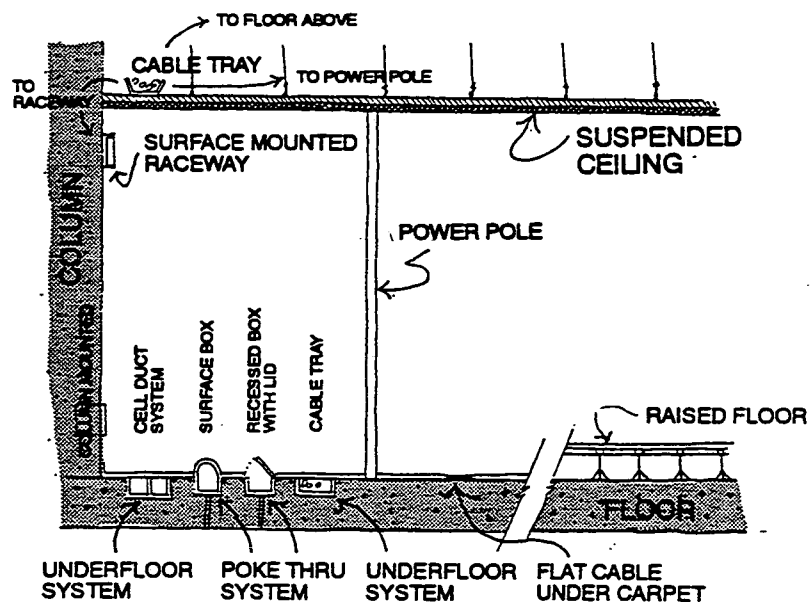 TO FLOOR ABOVE
CABLE TRAY
TO POWER POLE
TO
RACEWAY
SURFACE MOUNTED
RACEWAY
SUSPENDED
CEILING
COLUMN
POWER POLE
COLUMN MOUNTED
CELL DUCT
SYSTEM
SURFACE BOX
RECESSED BOX
WITH LID
CABLE TRAY
RAISED FLOOR
FLOOR
UNDERFLOOR
SYSTEM
POKE THRU
SYSTEM
UNDERFLOOR
SYSTEM
FLAT CABLE
UNDER CARPET